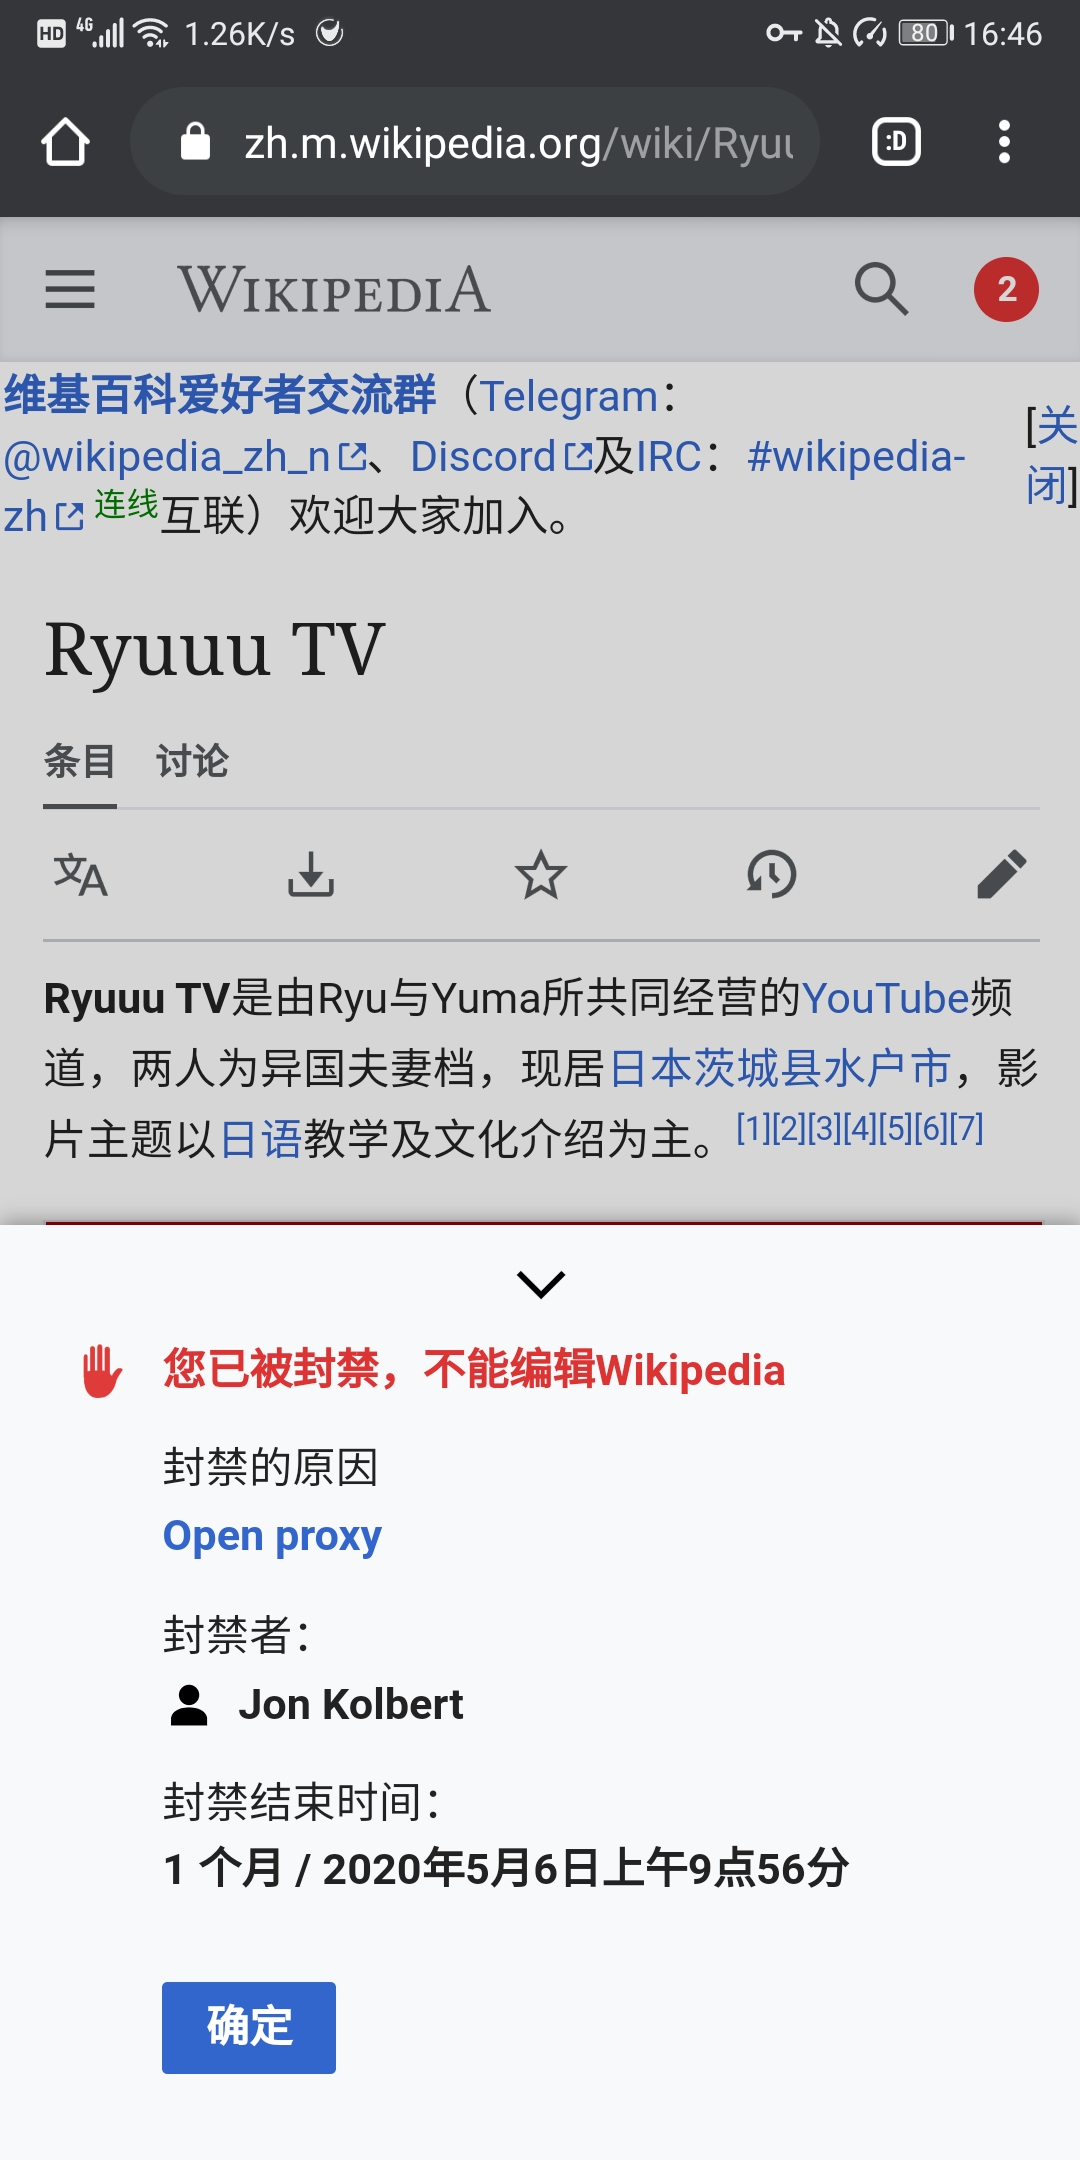 HD 4G 1.26K/s 80 16:46
zh.m.wikipedia.org/wiki/Ryuu :D
WIKIPEDIA 2
维基百科爱好者交流群（Telegram：
@wikipedia_zh_n、Discord及IRC：#wikipedia-
zh 连线互联）欢迎大家加入。
[关
闭]
Ryuuu TV
条目 讨论
文A
Ryuuu TV是由Ryu与Yuma所共同经营的YouTube频
道，两人为异国夫妻档，现居日本茨城县水户市，影
片主题以日语教学及文化介绍为主。[1][2][3][4][5][6][7]
您已被封禁，不能编辑Wikipedia
封禁的原因
Open proxy
封禁者：
Jon Kolbert
封禁结束时间：
1 个月 / 2020年5月6日上午9点56分
确定